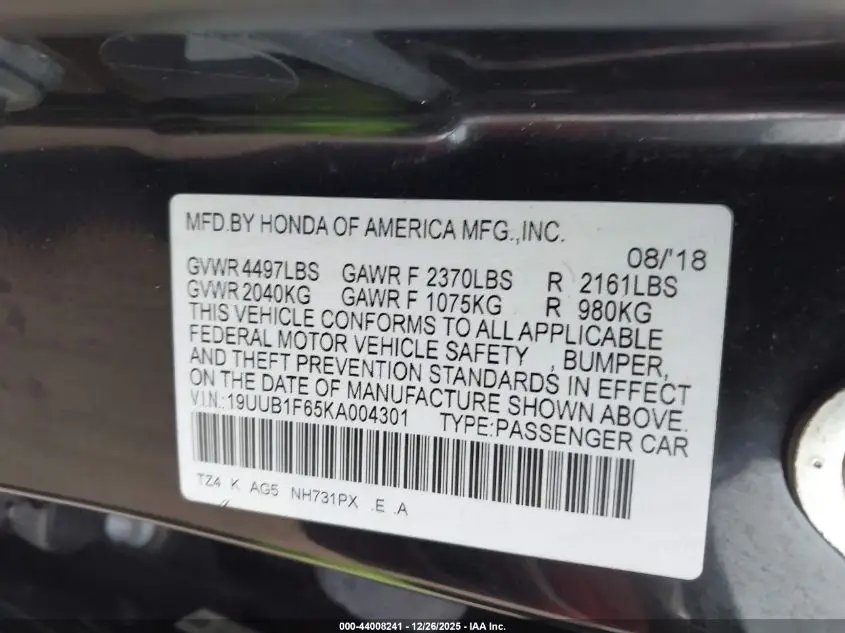 MFD.BY HONDA OF AMERICA MFG.,INC.
08/'18
GVWR 4497LBS GAWR F 2370LBS R 2161LBS
GVWR 2040KG GAWR F 1075KG R 980KG
THIS VEHICLE CONFORMS TO ALL APPLICABLE
FEDERAL MOTOR VEHICLE SAFETY , BUMPER,
AND THEFT PREVENTION STANDARDS IN EFFECT
ON THE DATE OF MANUFACTURE SHOWN ABOVE.
V.I.N.: 19UUB1F65KA004301 TYPE:PASSENGER CAR
TZ4 K AG5 NH731PX .E .A
000-44008241 - 12/26/2025 - IAA Inc.